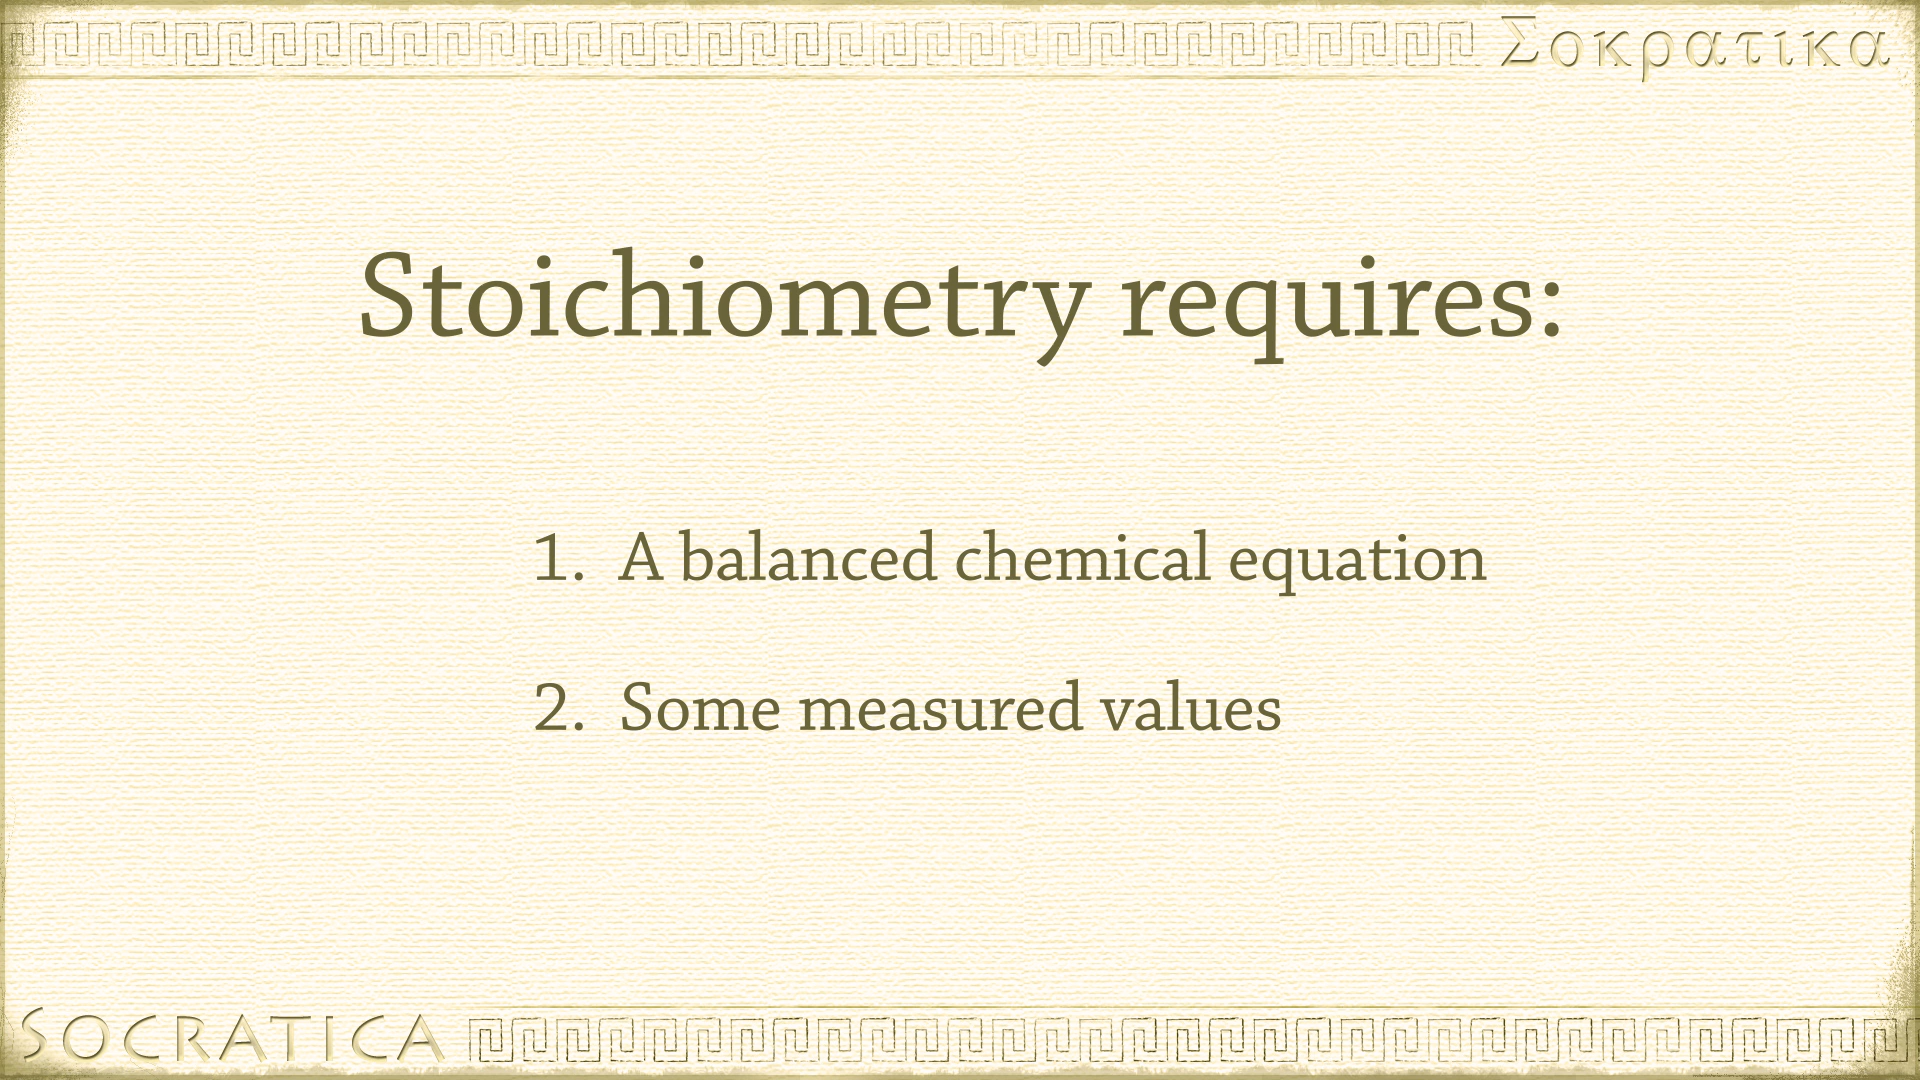 Σοκρατικα
Stoichiometry requires:
1. A balanced chemical equation
2. Some measured values
SOCRATICA